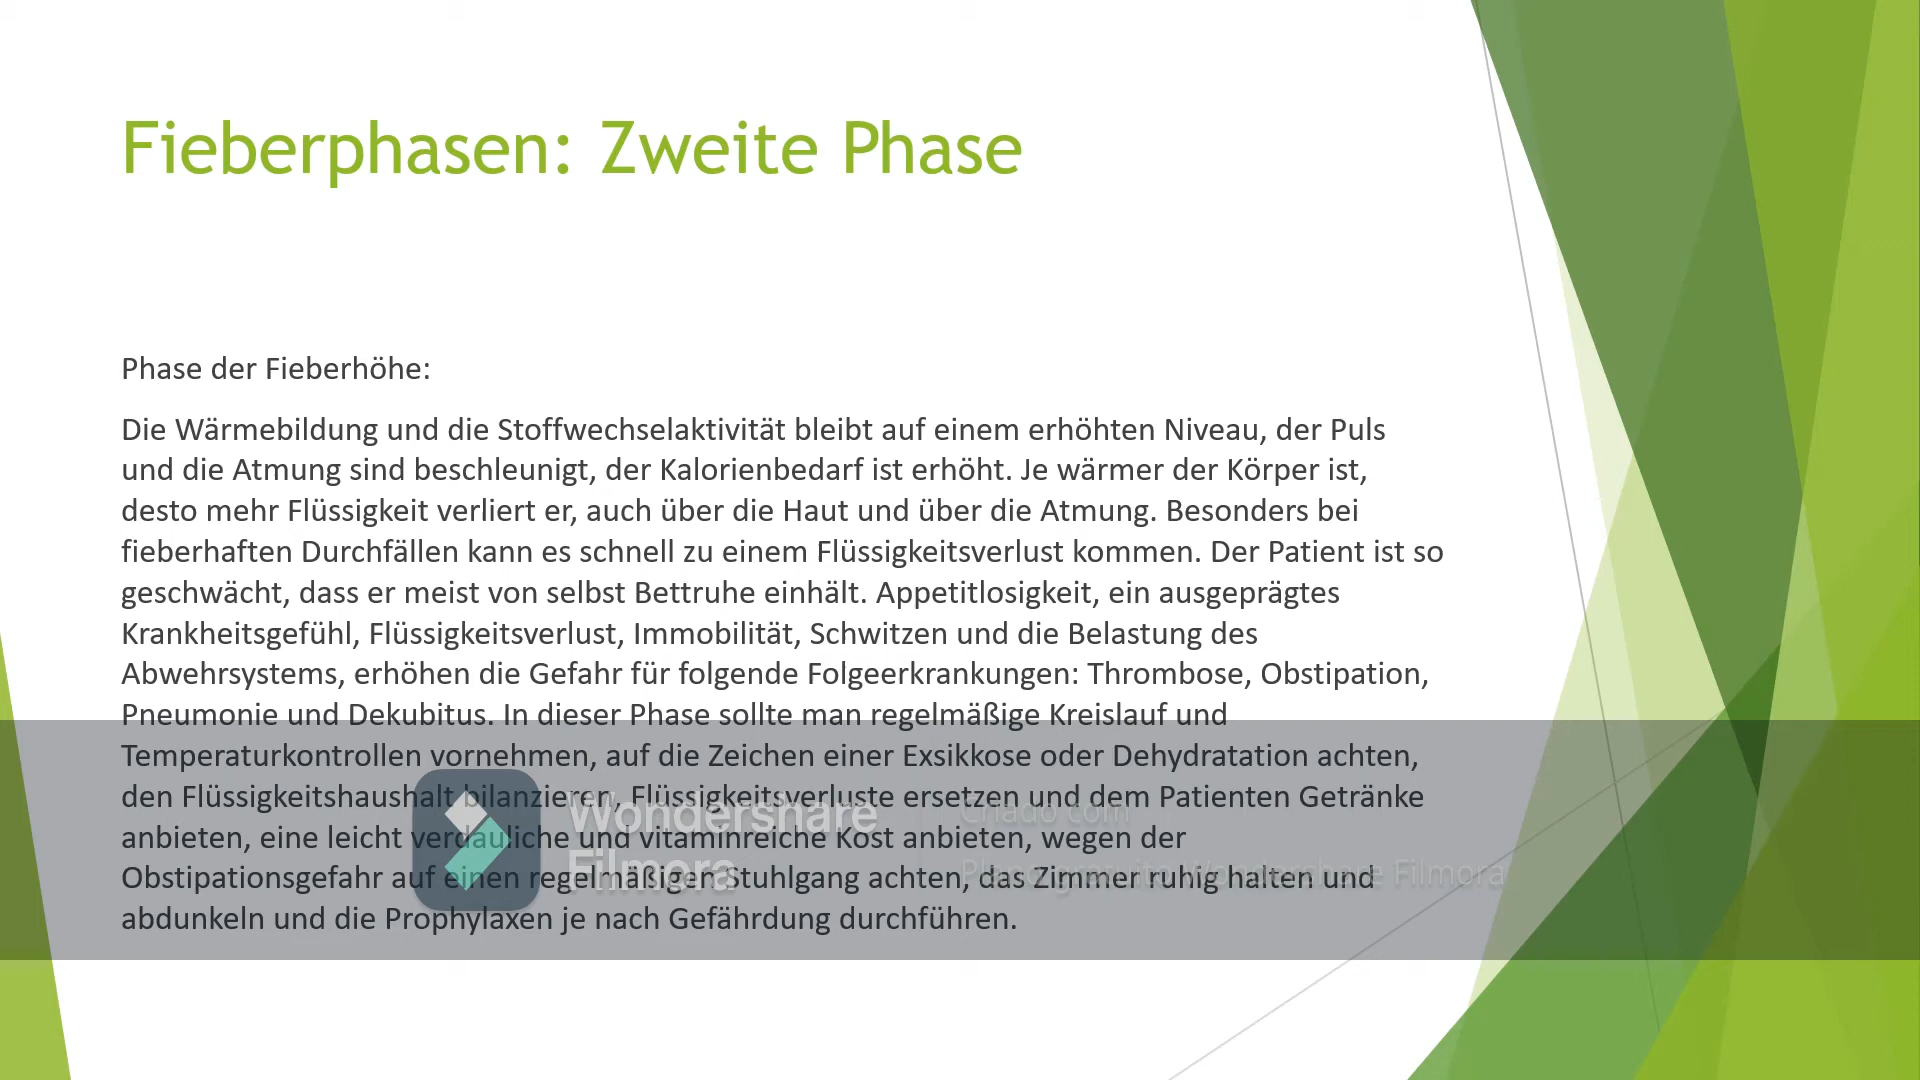 Fieberphasen: Zweite Phase
Phase der Fieberhöhe:
Die Wärmebildung und die Stoffwechselaktivität bleibt auf einem erhöhten Niveau, der Puls
und die Atmung sind beschleunigt, der Kalorienbedarf ist erhöht. Je wärmer der Körper ist,
desto mehr Flüssigkeit verliert er, auch über die Haut und über die Atmung. Besonders bei
fieberhaften Durchfällen kann es schnell zu einem Flüssigkeitsverlust kommen. Der Patient ist so
geschwächt, dass er meist von selbst Bettruhe einhält. Appetitlosigkeit, ein ausgeprägtes
Krankheitsgefühl, Flüssigkeitsverlust, Immobilität, Schwitzen und die Belastung des
Abwehrsystems, erhöhen die Gefahr für folgende Folgeerkrankungen: Thrombose, Obstipation,
Pneumonie und Dekubitus. In dieser Phase sollte man regelmäßige Kreislauf und
Temperaturkontrollen vornehmen, auf die Zeichen einer Exsikkose oder Dehydratation achten,
den Flüssigkeitshaushalt bilanzieren, Flüssigkeitsverluste ersetzen und dem Patienten Getränke
anbieten, eine leicht verdauliche und vitaminreiche Kost anbieten, wegen der
Obstipationsgefahr auf einen regelmäßigen Stuhlgang achten, das Zimmer ruhig halten und
abdunkeln und die Prophylaxen je nach Gefährdung durchführen.
Wondershare
Filmora
Criado com
Plano gratuito Wondershare Filmora